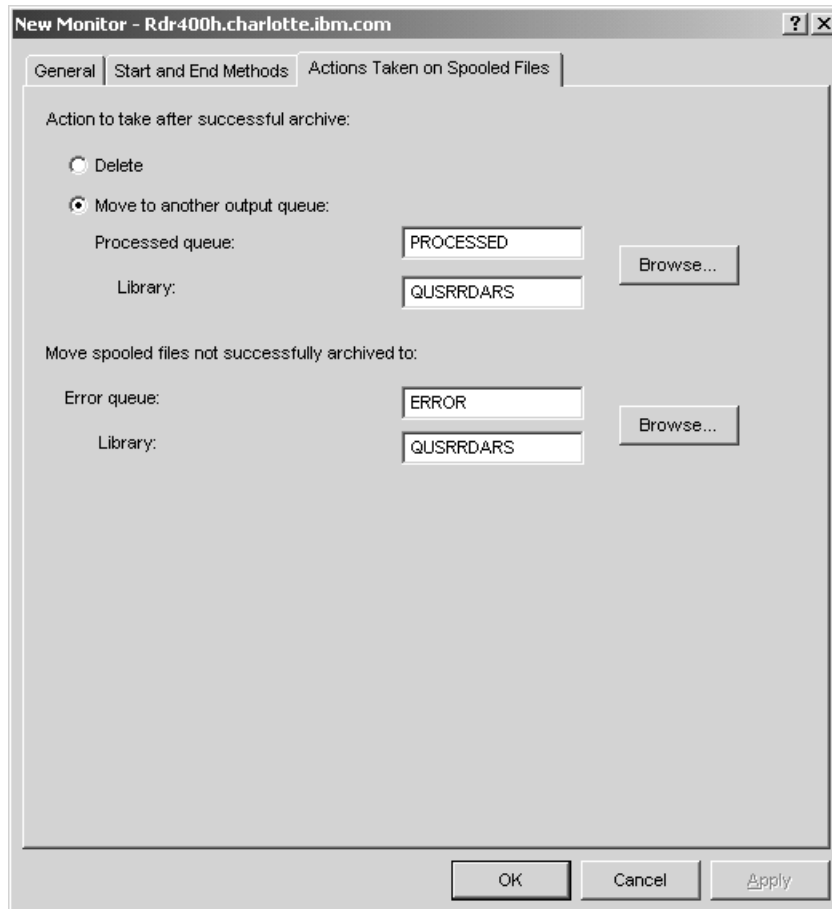 New Monitor - Rdr400h.charlotte.ibm.com
General Start and End Methods Actions Taken on Spooled Files
Action to take after successful archive:
Delete
Move to another output queue:
Processed queue: PROCESSED
Browse...
Library: QUSRRDARS
Move spooled files not successfully archived to:
Error queue: ERROR
Browse...
Library: QUSRRDARS
OK Cancel Apply